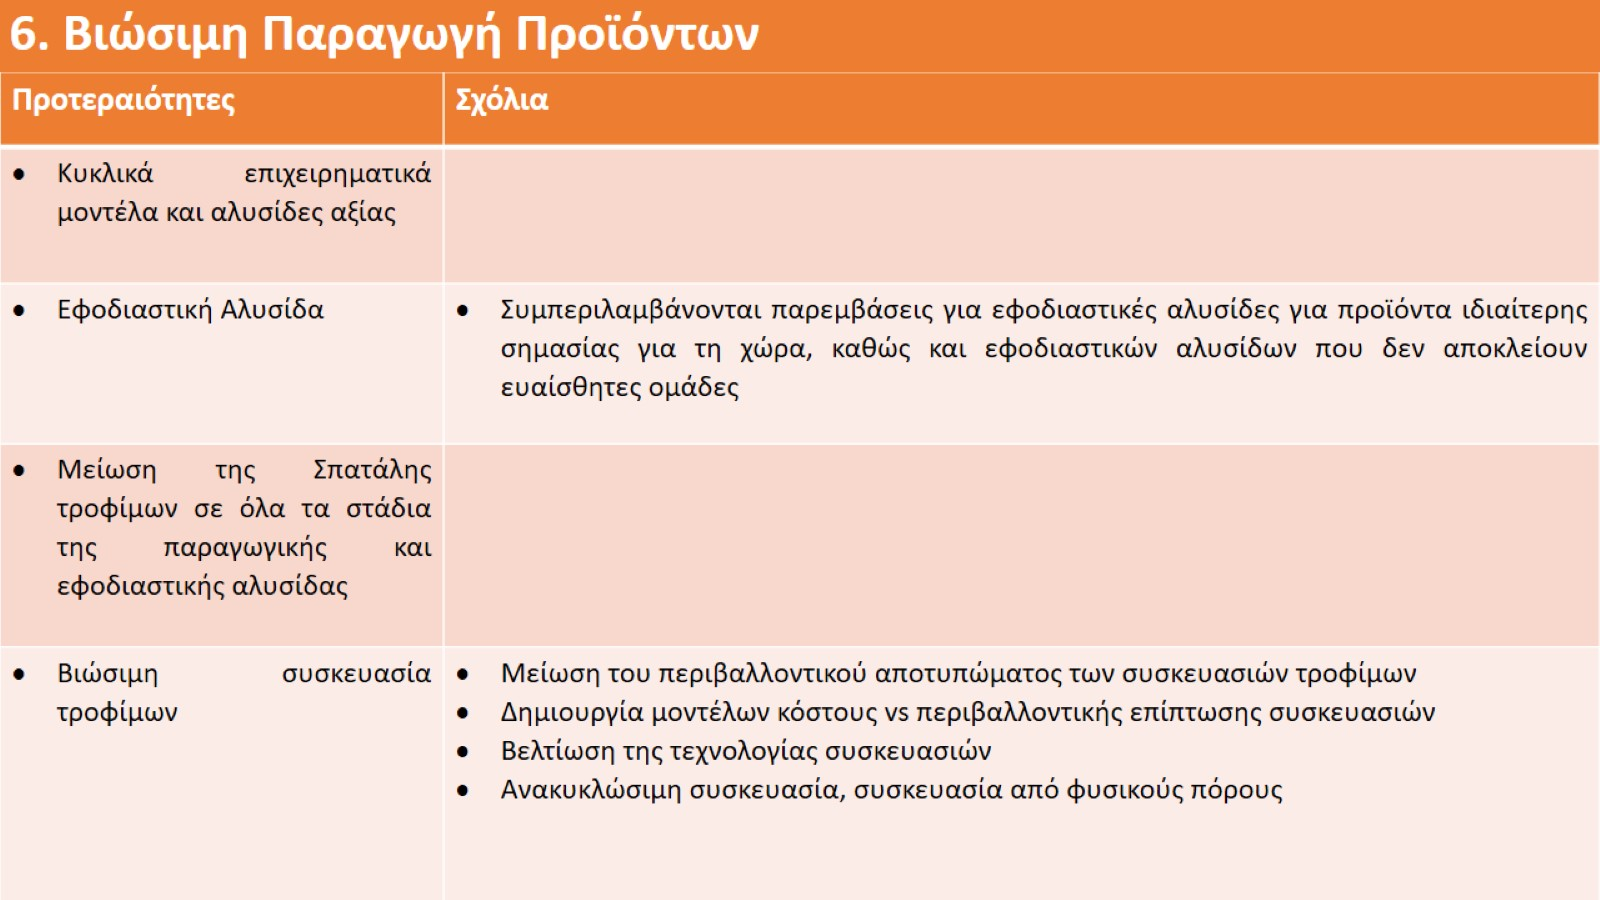 6. Βιώσιμη Παραγωγή Προϊόντων
Προτεραιότητες
Σχόλια
● Κυκλικά επιχειρηματικά
μοντέλα και αλυσίδες αξίας
● Εφοδιαστική Αλυσίδα
● Συμπεριλαμβάνονται παρεμβάσεις για εφοδιαστικές αλυσίδες για προϊόντα ιδιαίτερης
σημασίας για τη χώρα, καθώς και εφοδιαστικών αλυσίδων που δεν αποκλείουν
ευαίσθητες ομάδες
● Μείωση της Σπατάλης
τροφίμων σε όλα τα στάδια
της παραγωγικής και
εφοδιαστικής αλυσίδας
● Βιώσιμη συσκευασία
τροφίμων
● Μείωση του περιβαλλοντικού αποτυπώματος των συσκευασιών τροφίμων
● Δημιουργία μοντέλων κόστους vs περιβαλλοντικής επίπτωσης συσκευασιών
● Βελτίωση της τεχνολογίας συσκευασιών
● Ανακυκλώσιμη συσκευασία, συσκευασία από φυσικούς πόρους